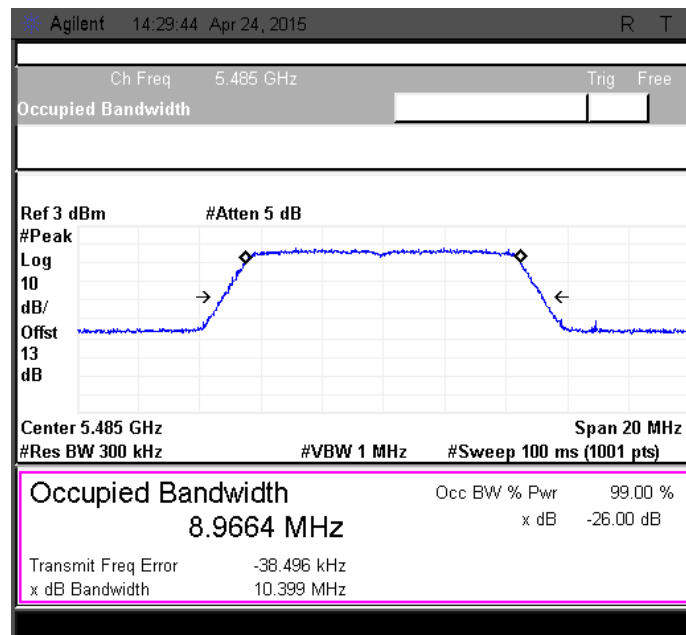 Agilent 14:29:44 Apr 24, 2015 R T
Ch Freq 5.485 GHz Trig Free
Occupied Bandwidth
Ref 3 dBm #Atten 5 dB
#Peak
Log
10
dB/
Offst
13
dB
Center 5.485 GHz Span 20 MHz
#Res BW 300 kHz #VBW 1 MHz #Sweep 100 ms (1001 pts)
Occupied Bandwidth Occ BW % Pwr 99.00 %
8.9664 MHz x dB -26.00 dB
Transmit Freq Error -38.496 kHz
x dB Bandwidth 10.399 MHz